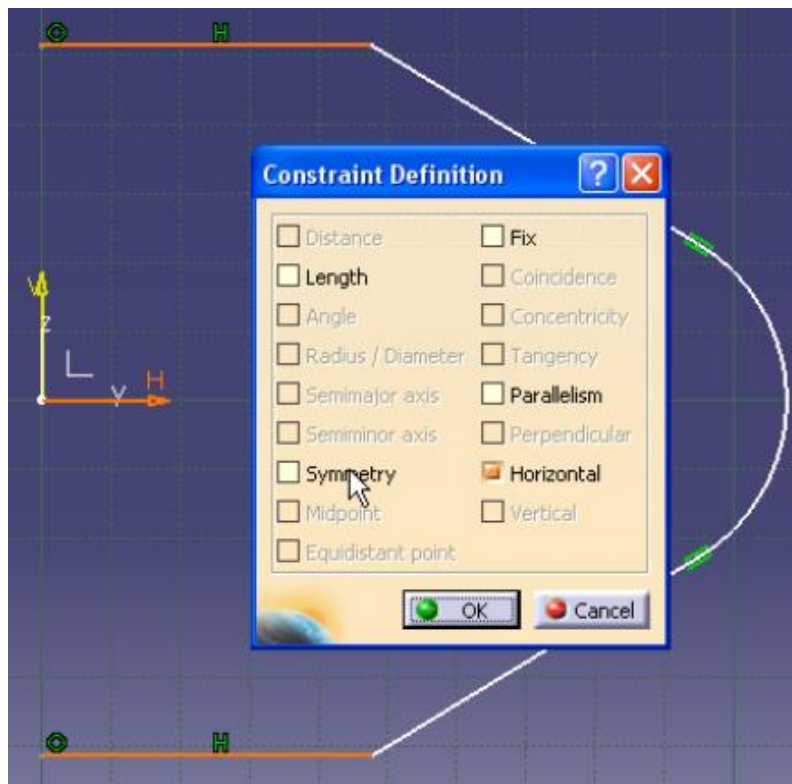 H
Constraint Definition
Distance
Fix
Length
Coincidence
Angle
Concentricity
Radius / Diameter
Tangency
Semimajor axis
Parallelism
Semiminor axis
Perpendicular
Symmetry
Horizontal
Midpoint
Vertical
Equidistant point
OK
Cancel
V
Z
H
Y
H